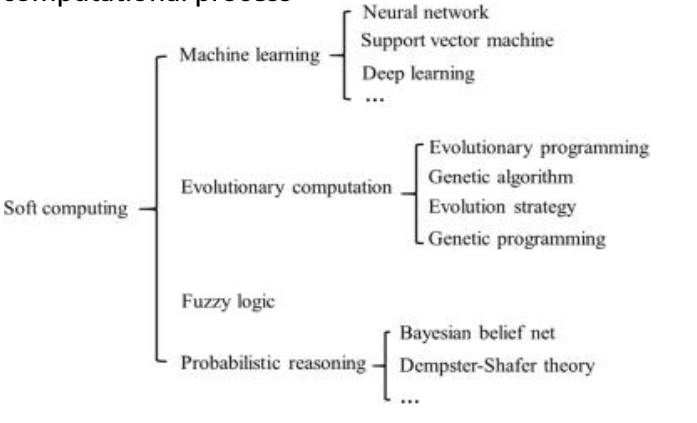 computational process
Neural network
Machine learning
Support vector machine
Deep learning
...
Evolutionary programming
Genetic algorithm
Evolutionary computation
Evolution strategy
Soft computing
Genetic programming
Fuzzy logic
Bayesian belief net
Probabilistic reasoning
Dempster-Shafer theory
...